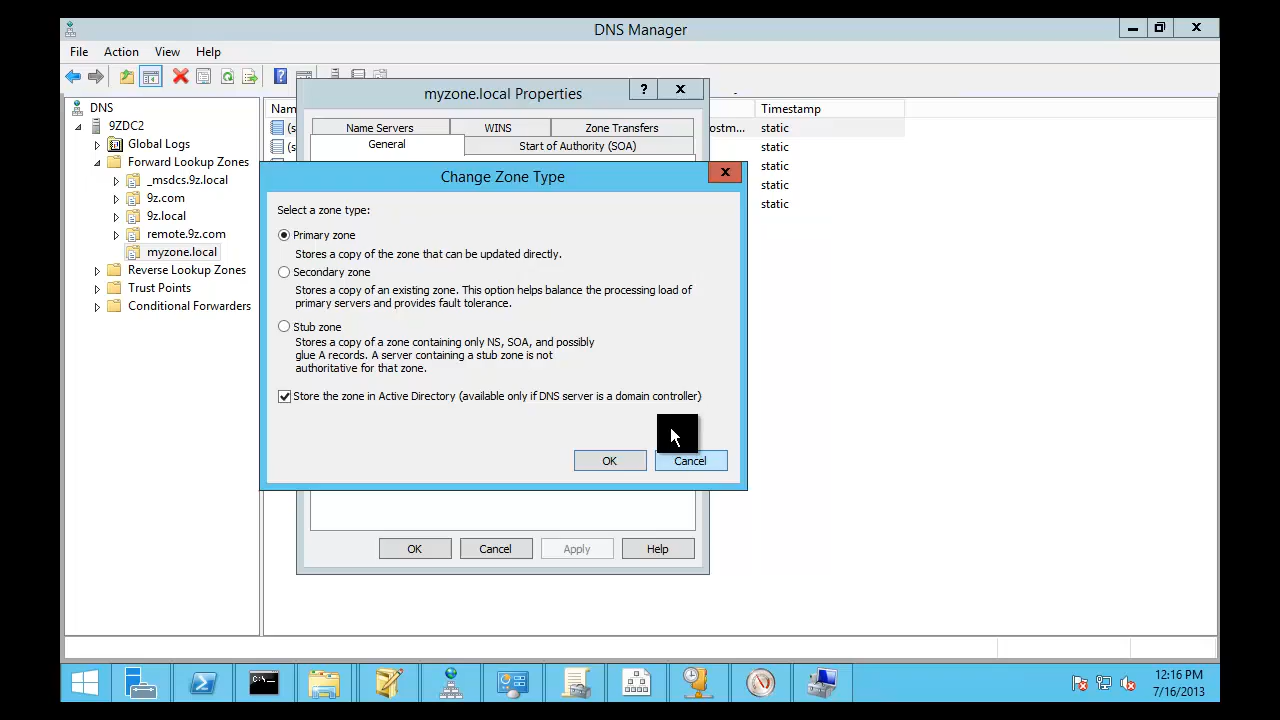 DNS Manager
File Action View Help
DNS
9ZDC2
Global Logs
Forward Lookup Zones
_msdcs.9z.local
9z.com
9z.local
remote.9z.com
myzone.local
Reverse Lookup Zones
Trust Points
Conditional Forwarders
Timestamp
static
static
static
static
static
myzone.local Properties
?
Name Servers WINS Zone Transfers
General Start of Authority (SOA)
Change Zone Type
Select a zone type:
Primary zone
Stores a copy of the zone that can be updated directly.
Secondary zone
Stores a copy of an existing zone. This option helps balance the processing load of
primary servers and provides fault tolerance.
Stub zone
Stores a copy of a zone containing only NS, SOA, and possibly
glue A records. A server containing a stub zone is not
authoritative for that zone.
Store the zone in Active Directory (available only if DNS server is a domain controller)
OK Cancel
OK Cancel Apply Help
12:16 PM
7/16/2013